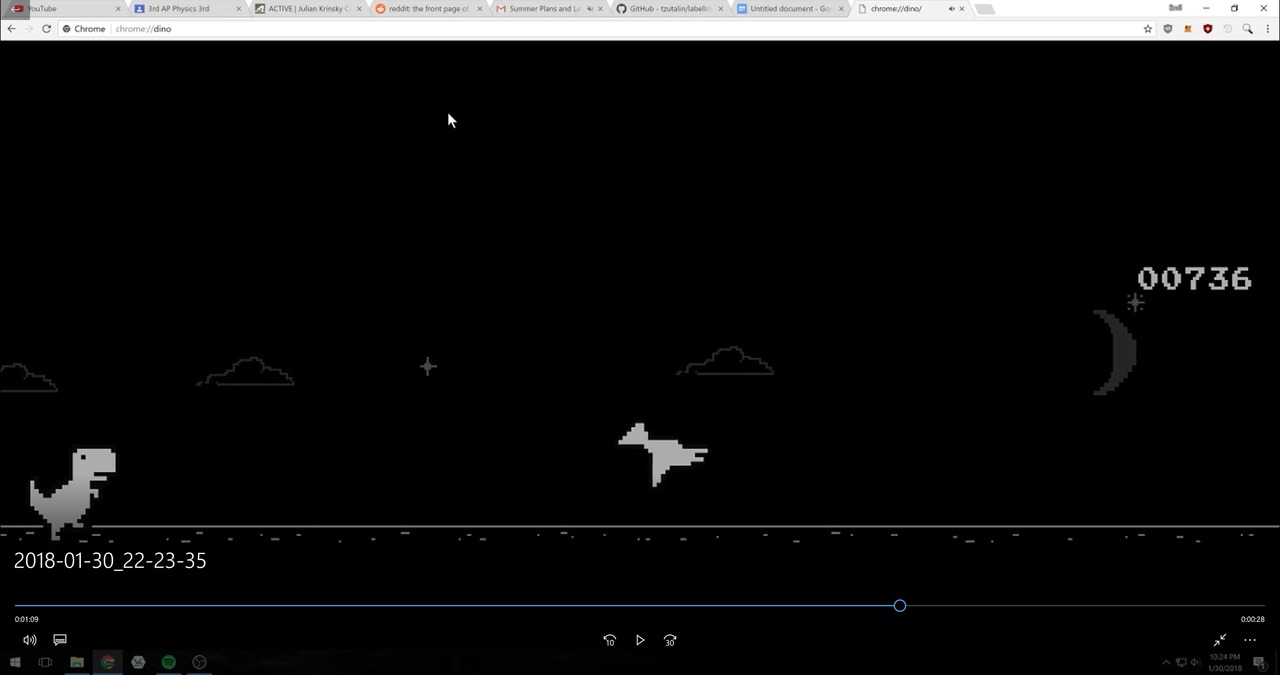 YouTube
3rd AP Physics 3rd
ACTIVE | Julian Krinsky C
reddit: the front page of
Summer Plans and Le
GitHub - tzutalin/labelIm
Untitled document - Goo
chrome://dino/
Chrome
chrome://dino
00736
2018-01-30_22-23-35
0:01:09
0:00:28
10
30
10:24 PM
1/30/2018